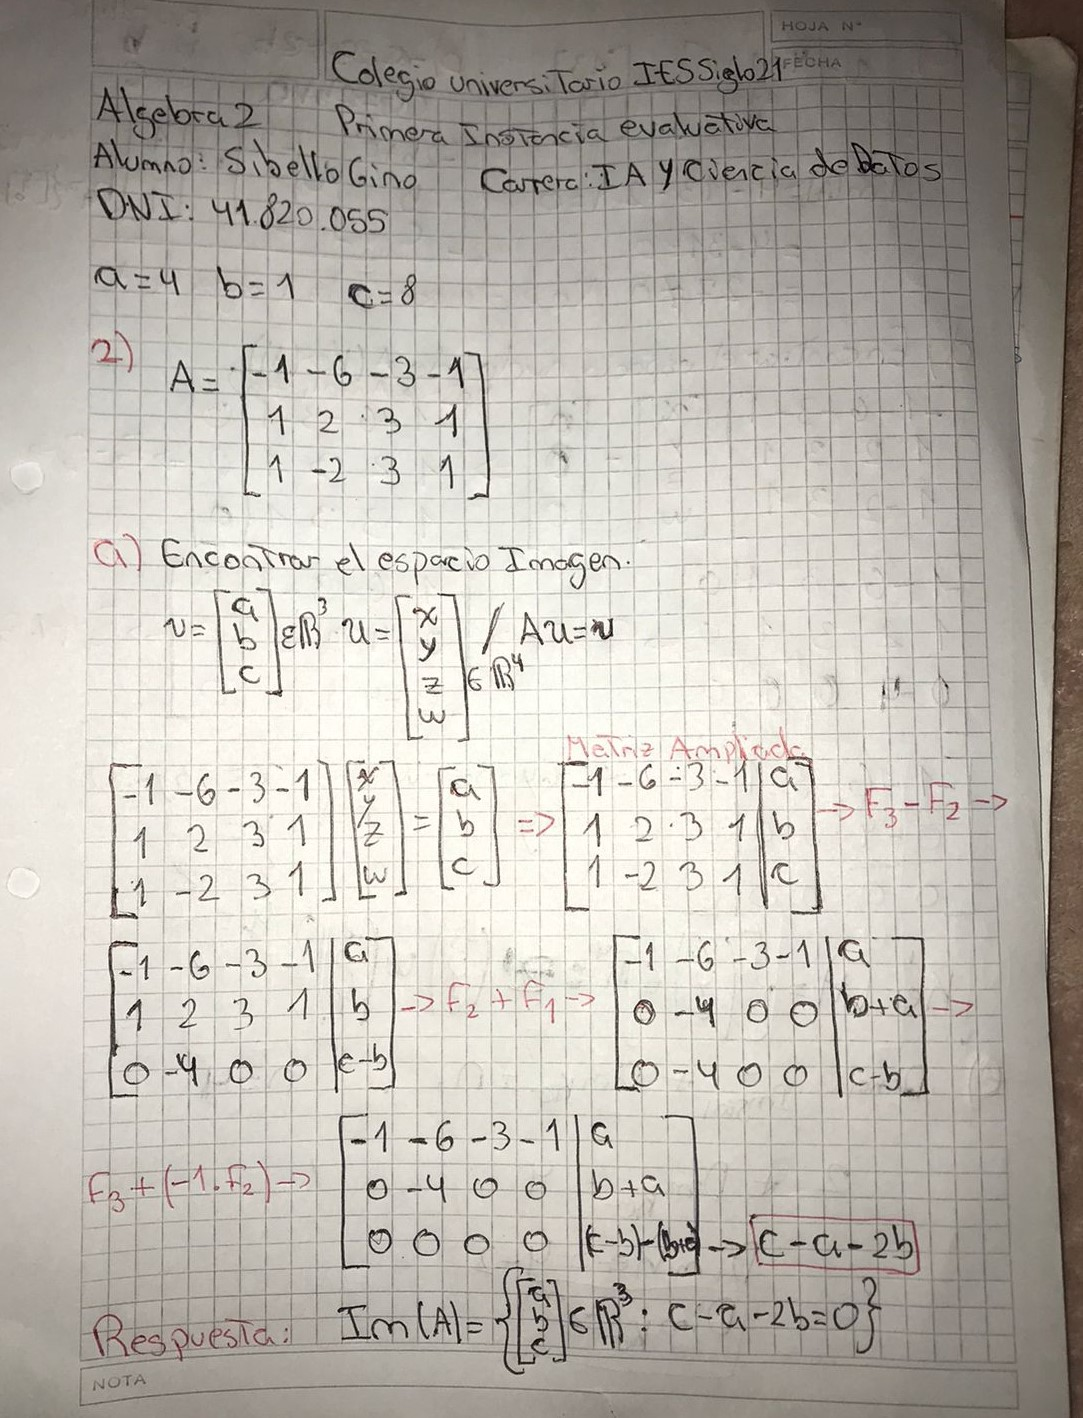 HOJA N°
FECHA
Colegio universitario IES Siglo21
Algebra 2 Primera Instancia evaluativa
Alumno: Sibello Gino Carrera: IA y Ciencia de Datos
DNI: 41.820.055
a=4 b=1 c=8
2) A= [-1 -6 -3 -1
1 2 3 1
1 -2 3 1]
a) Encontrar el espacio Imagen.
v= [a b c] ∈ℝ³ u= [x y z w] ∈ℝ⁴ / Au=v
Matriz Ampliada
[-1 -6 -3 -1 [x [a [-1 -6 -3 -1 | a
1 2 3 1 y z = b => 1 2 3 1 | b → F₃-F₂ →
1 -2 3 1] w] c] 1 -2 3 1 | c]
[-1 -6 -3 -1 | a [-1 -6 -3 -1 | a
1 2 3 1 | b → F₂+F₁ → 0 -4 0 0 | b+a →
0 -4 0 0 | c-b] 0 -4 0 0 | c-b]
[-1 -6 -3 -1 | a
F₃+(-1.F₂) → 0 -4 0 0 | b+a
0 0 0 0 | (c-b)-(b+a)] → c-a-2b
Respuesta: Im(A)= {[a b c] ∈ℝ³: c-a-2b=0}
NOTA